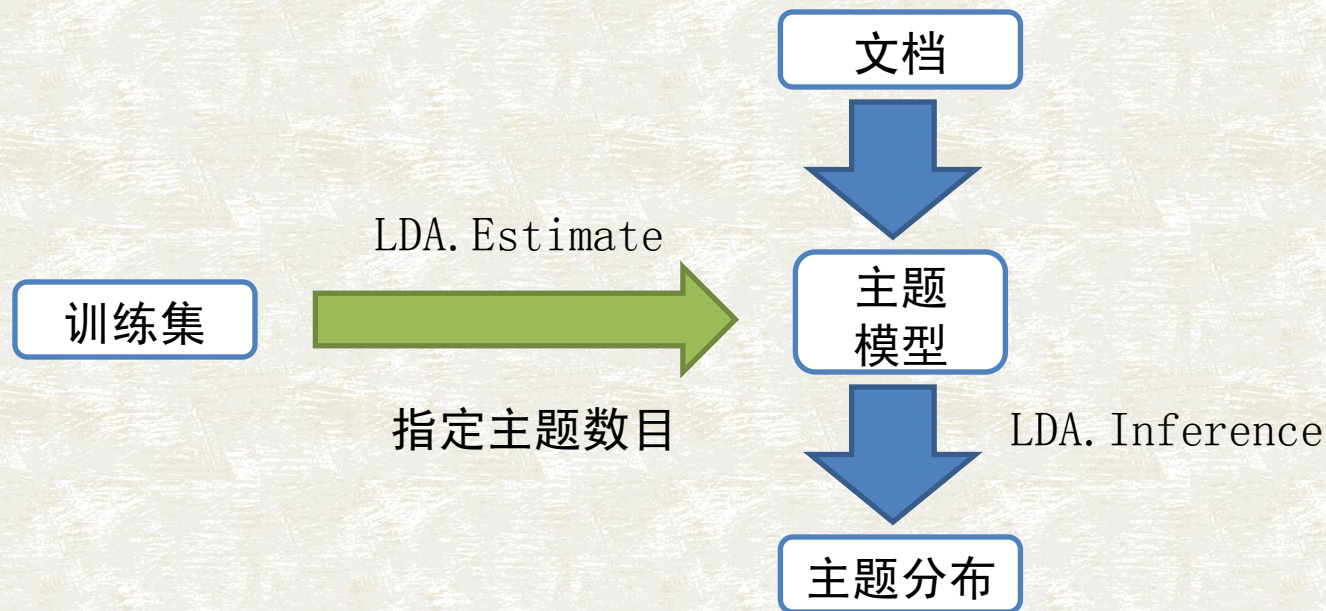 文档
LDA.Estimate
训练集
主题
模型
指定主题数目
LDA.Inference
主题分布